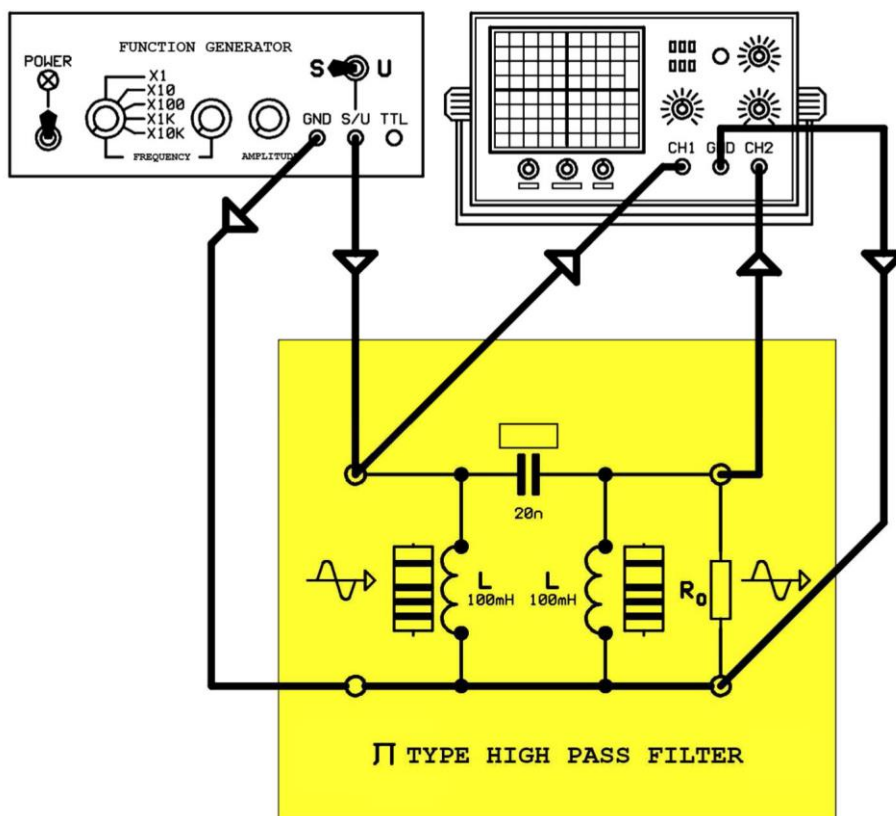 FUNCTION GENERATOR
POWER
S U
X1
X10
X100
X1K
X10K
GND S/U TTL
FREQUENCY
AMPLITUDE
CH1 GND CH2
20n
L
100mH
L
100mH
Ro
Π TYPE HIGH PASS FILTER